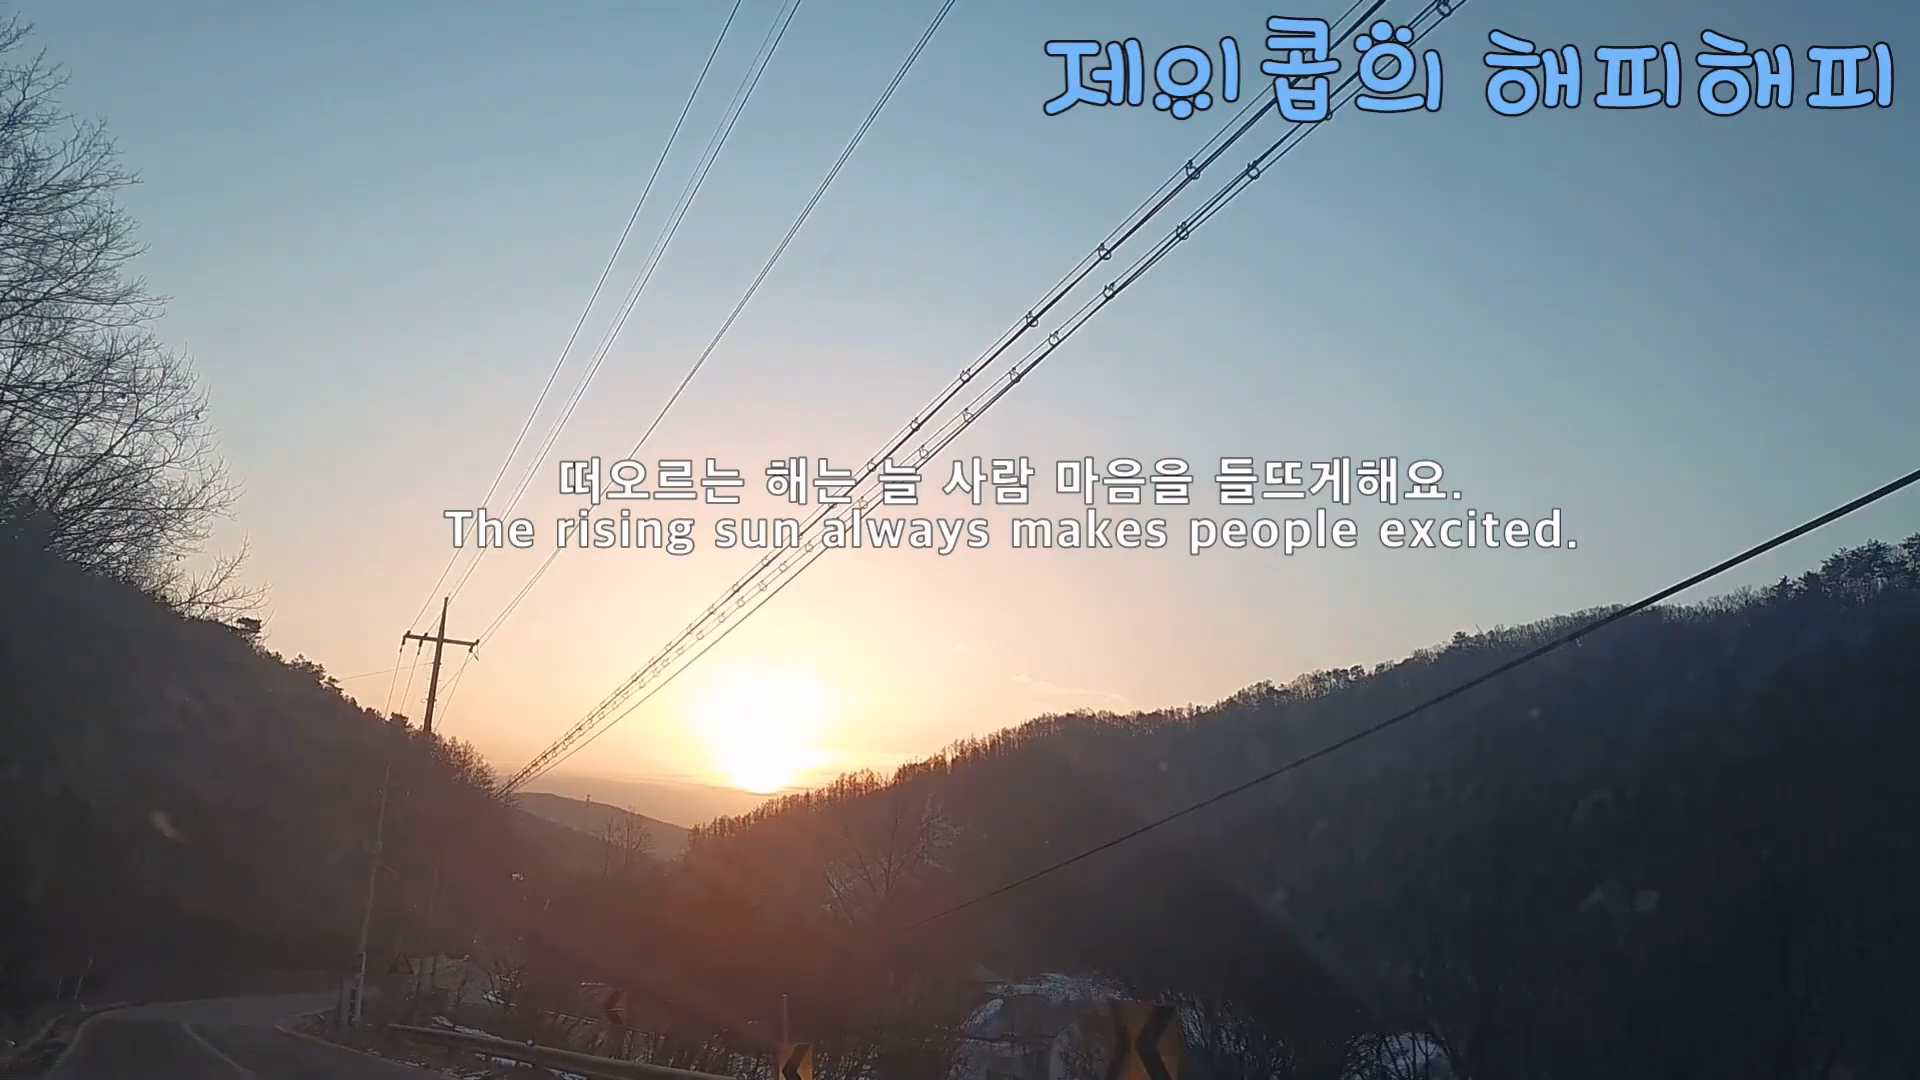 제이콥의 해피해피
떠오르는 해는 늘 사람 마음을 들뜨게해요.
The rising sun always makes people excited.